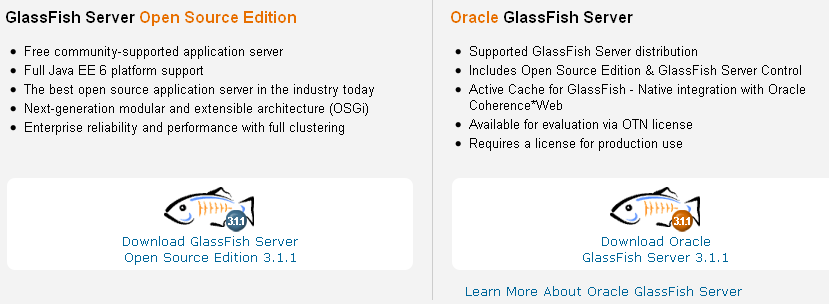 GlassFish Server Open Source Edition
Free community-supported application server
Full Java EE 6 platform support
The best open source application server in the industry today
Next-generation modular and extensible architecture (OSGi)
Enterprise reliability and performance with full clustering
3.1.1
Download GlassFish Server
Open Source Edition 3.1.1
Oracle GlassFish Server
Supported GlassFish Server distribution
Includes Open Source Edition & GlassFish Server Control
Active Cache for GlassFish - Native integration with Oracle
Coherence*Web
Available for evaluation via OTN license
Requires a license for production use
3.1.1
Download Oracle
GlassFish Server 3.1.1
Learn More About Oracle GlassFish Server